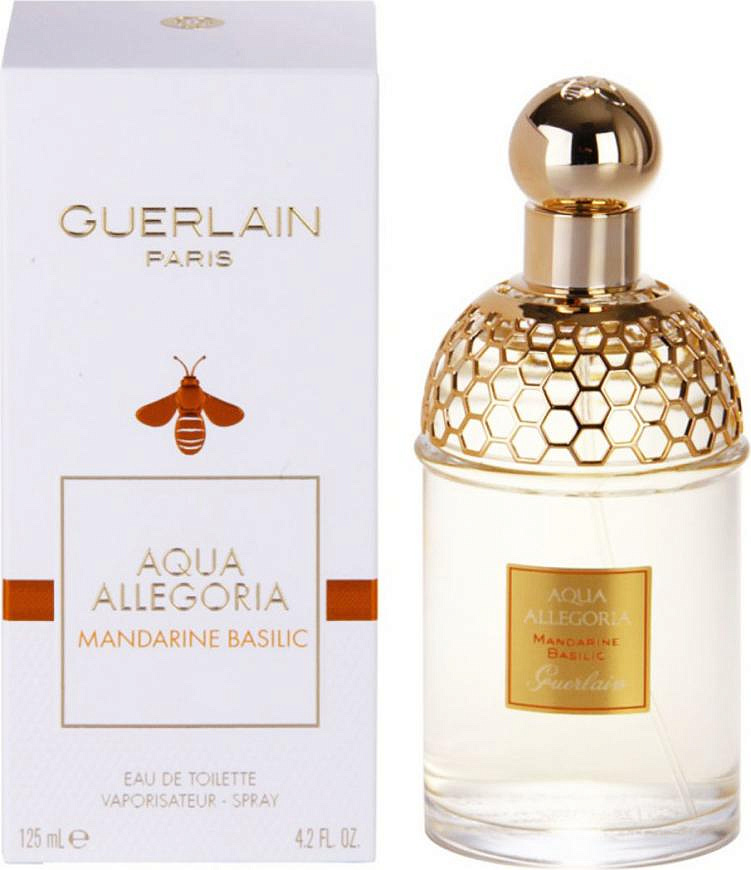 GUERLAIN
PARIS
AQUA
ALLEGORIA
MANDARINE BASILIC
EAU DE TOILETTE
VAPORISATEUR - SPRAY
125 mL ℮
4.2 FL. OZ.
AQUA
ALLEGORIA
MANDARINE
BASILIC
Guerlain